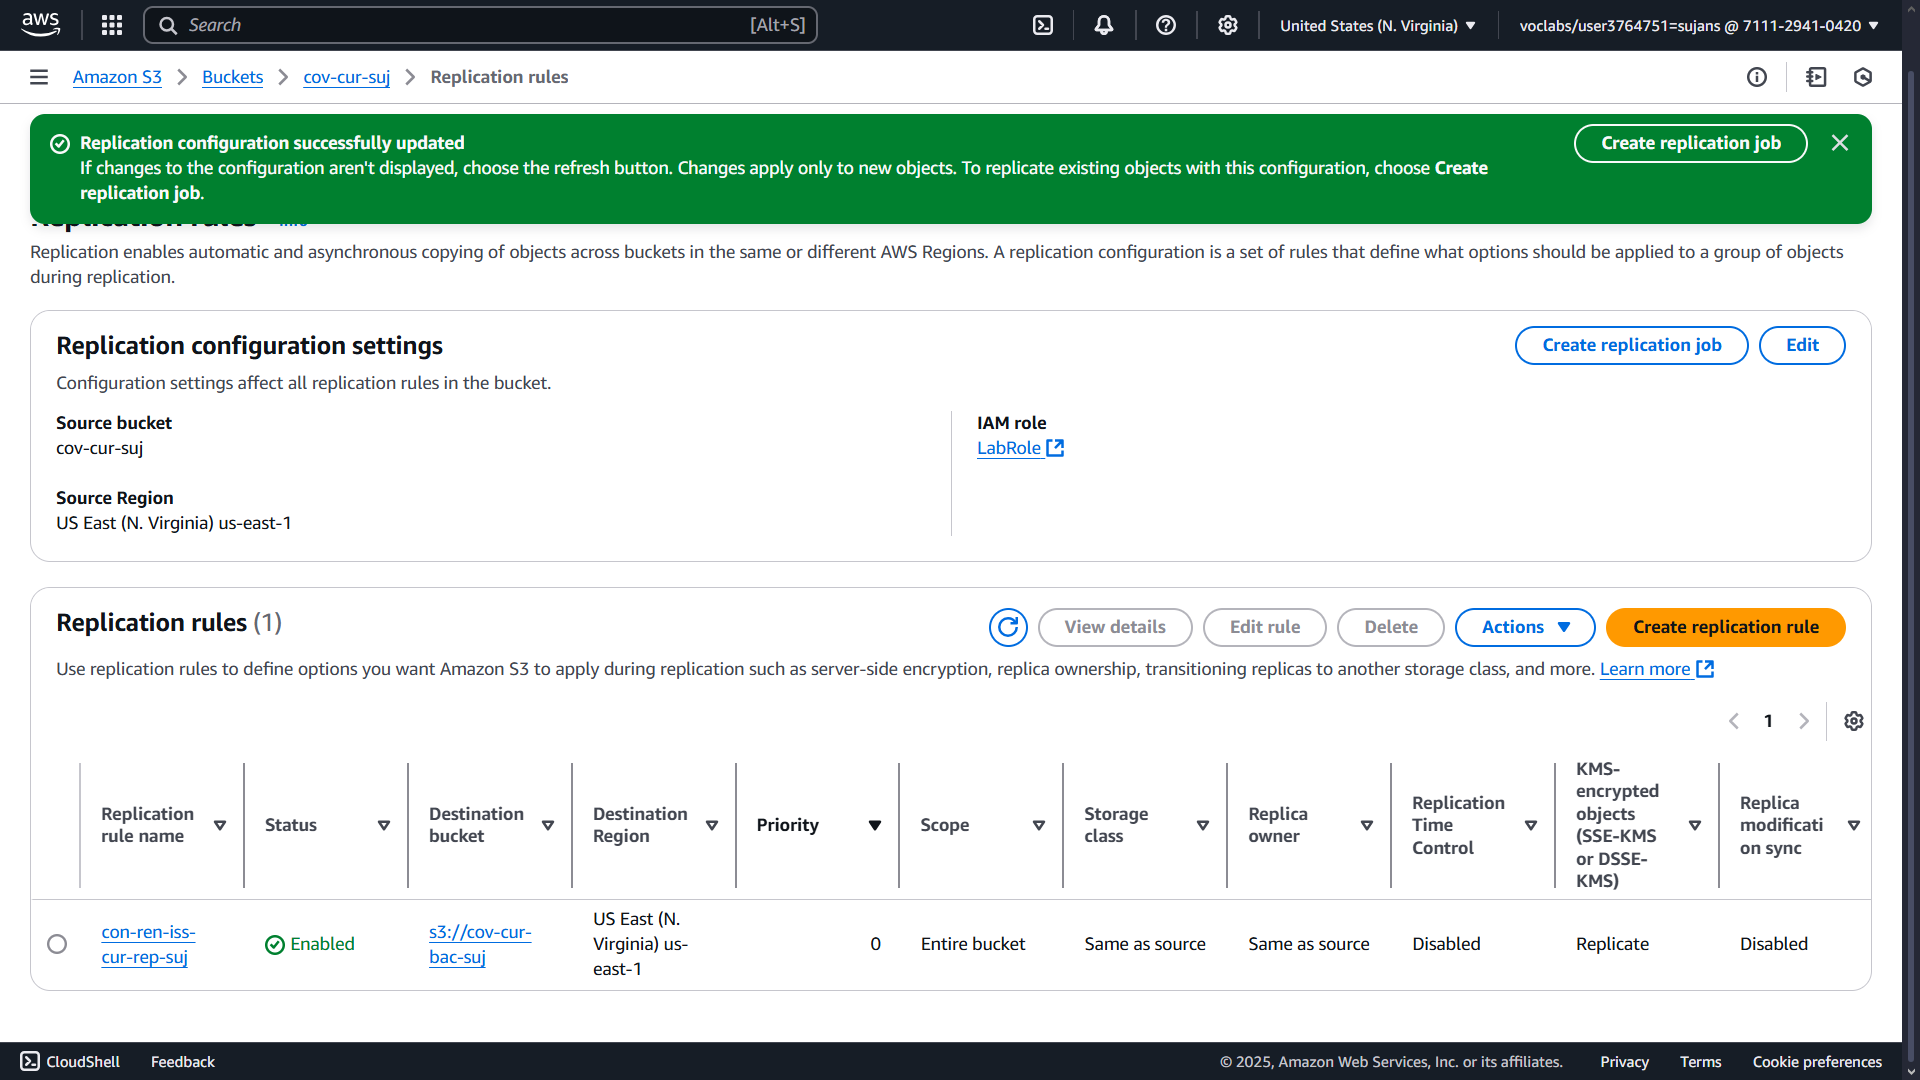 aws
Search
[Alt+S]
United States (N. Virginia)
voclabs/user3764751=sujans @ 7111-2941-0420
Amazon S3
Buckets
cov-cur-suj
Replication rules
Replication configuration successfully updated
If changes to the configuration aren't displayed, choose the refresh button. Changes apply only to new objects. To replicate existing objects with this configuration, choose Create
replication job.
Create replication job
Replication rules
Info
Replication enables automatic and asynchronous copying of objects across buckets in the same or different AWS Regions. A replication configuration is a set of rules that define what options should be applied to a group of objects
during replication.
Replication configuration settings
Create replication job
Edit
Configuration settings affect all replication rules in the bucket.
Source bucket
cov-cur-suj
Source Region
US East (N. Virginia) us-east-1
IAM role
LabRole
Replication rules (1)
View details
Edit rule
Delete
Actions
Create replication rule
Use replication rules to define options you want Amazon S3 to apply during replication such as server-side encryption, replica ownership, transitioning replicas to another storage class, and more. Learn more
1
Replication
rule name
Status
Destination
bucket
Destination
Region
Priority
Scope
Storage
class
Replica
owner
Replication
Time
Control
KMS-
encrypted
objects
(SSE-KMS
or DSSE-
KMS)
Replica
modificati
on sync
con-ren-iss-
cur-rep-suj
Enabled
s3://cov-cur-
bac-suj
US East (N.
Virginia) us-
east-1
0
Entire bucket
Same as source
Same as source
Disabled
Replicate
Disabled
CloudShell
Feedback
© 2025, Amazon Web Services, Inc. or its affiliates.
Privacy
Terms
Cookie preferences